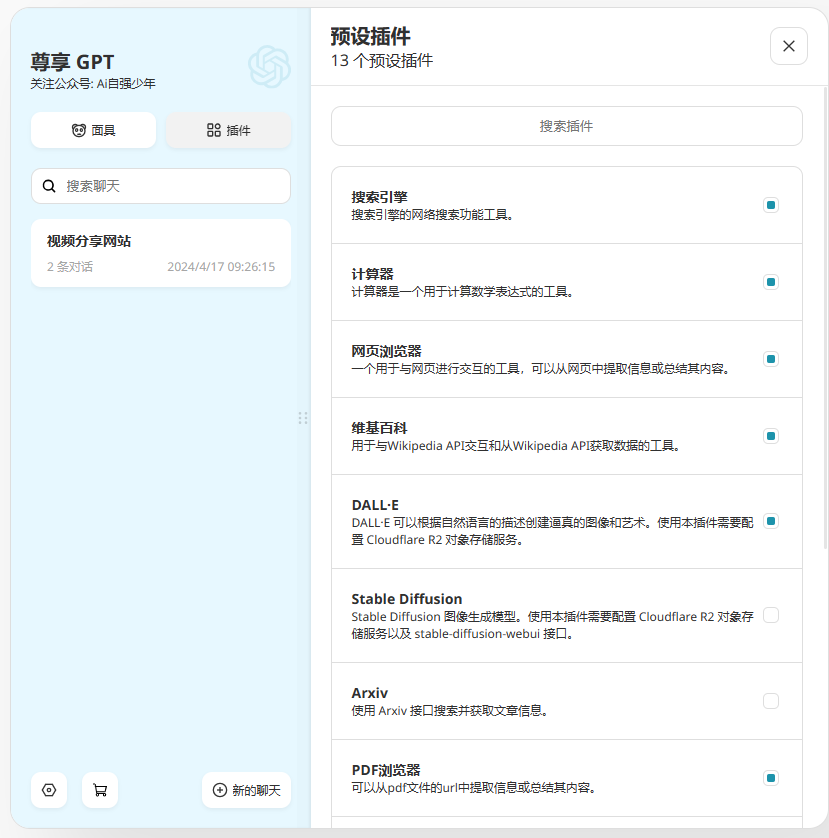 尊享 GPT
关注公众号: Ai自强少年
面具
插件
搜索聊天
视频分享网站
2 条对话
2024/4/17 09:26:15
新的聊天
预设插件
13 个预设插件
搜索插件
搜索引擎
搜索引擎的网络搜索功能工具。
计算器
计算器是一个用于计算数学表达式的工具。
网页浏览器
一个用于与网页进行交互的工具，可以从网页中提取信息或总结其内容。
维基百科
用于与Wikipedia API交互和从Wikipedia API获取数据的工具。
DALL·E
DALL·E 可以根据自然语言的描述创建逼真的图像和艺术。使用本插件需要配
置 Cloudflare R2 对象存储服务。
Stable Diffusion
Stable Diffusion 图像生成模型。使用本插件需要配置 Cloudflare R2 对象存
储服务以及 stable-diffusion-webui 接口。
Arxiv
使用 Arxiv 接口搜索并获取文章信息。
PDF浏览器
可以从pdf文件的url中提取信息或总结其内容。